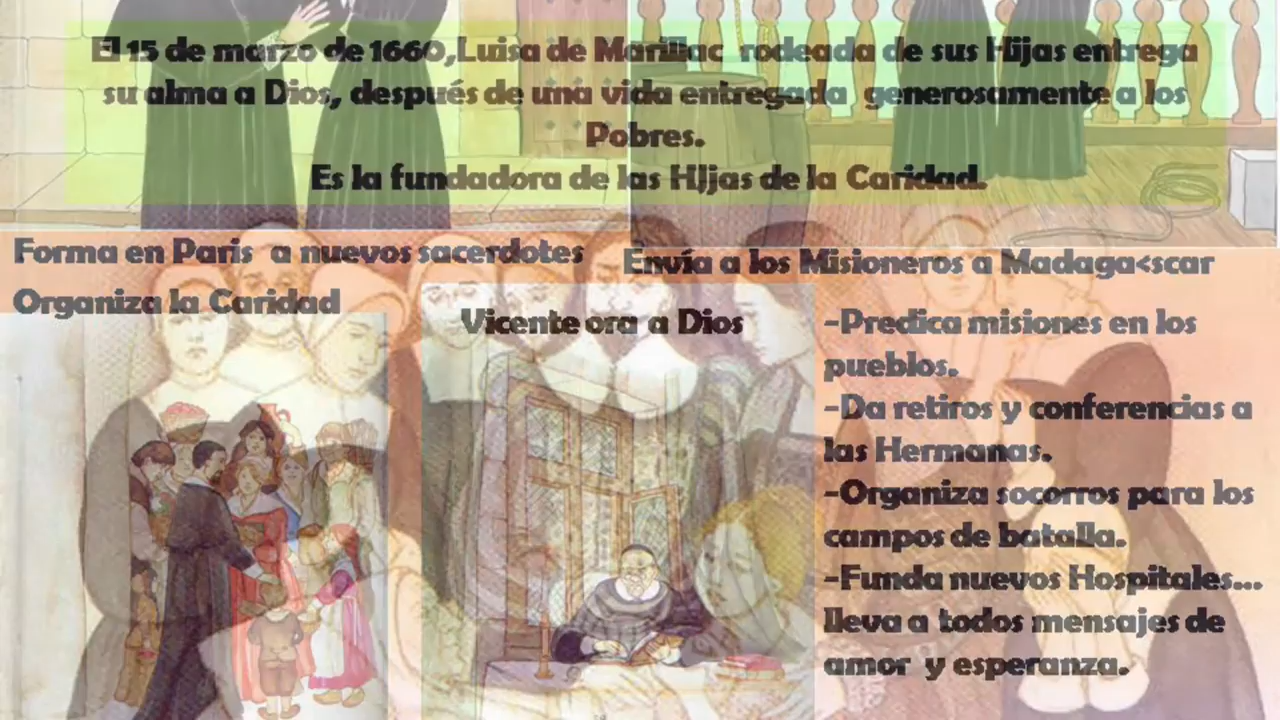 El 15 de marzo de 1660,Luisa de Marillac rodeada de sus HIjas entrega
su alma a Dios, después de una vida entregada generosamente a los
Pobres.
Es la fundadora de las HIjas de la Caridad.
Forma en Paris a nuevos sacerdotes
Organiza la Caridad
Envía a los Misioneros a Madaga<scar
Vicente ora a Dios
-Predica misiones en los
pueblos.
-Da retiros y conferencias a
las Hermanas.
-Organiza socorros para los
campos de batalla.
-Funda nuevos Hospitales...
lleva a todos mensajes de
amor y esperanza.